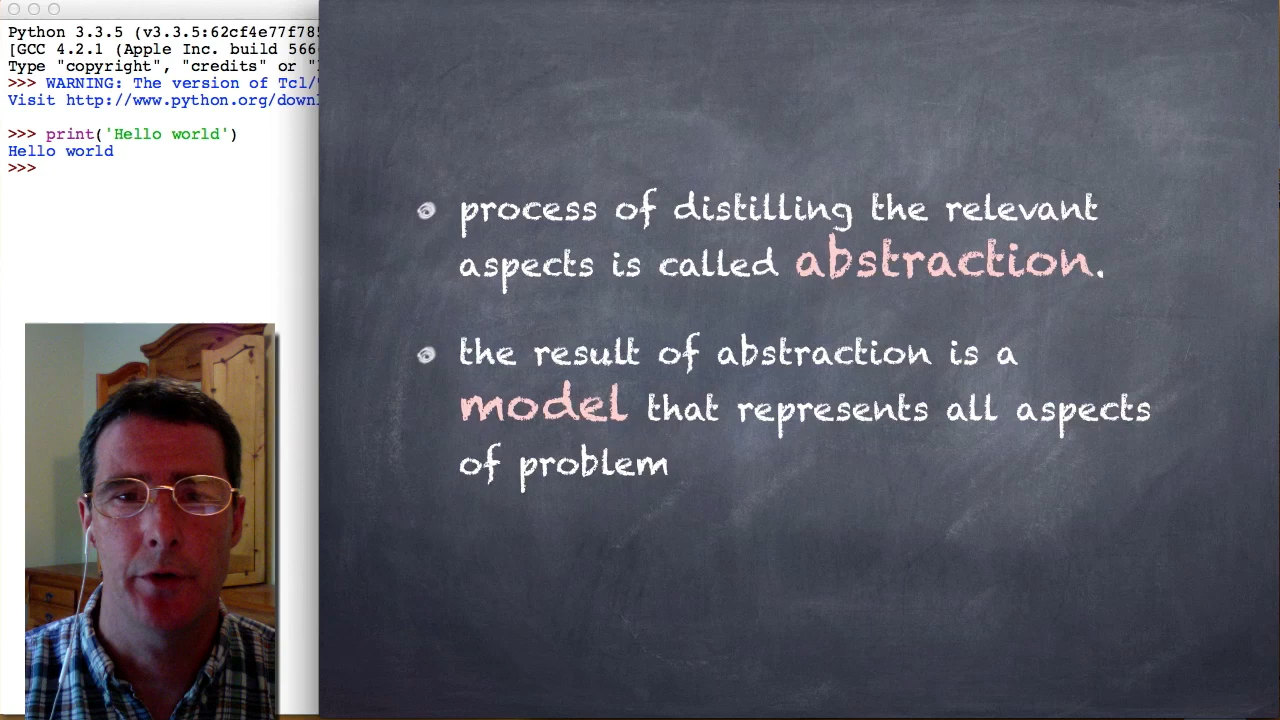 Python 3.3.5 (v3.3.5:62cf4e77f785
[GCC 4.2.1 (Apple Inc. build 566
Type "copyright", "credits" or "
>>> WARNING: The version of Tcl/
Visit http://www.python.org/downl
>>> print('Hello world')
Hello world
>>>
process of distilling the relevant
aspects is called abstraction.
the result of abstraction is a
model that represents all aspects
of problem